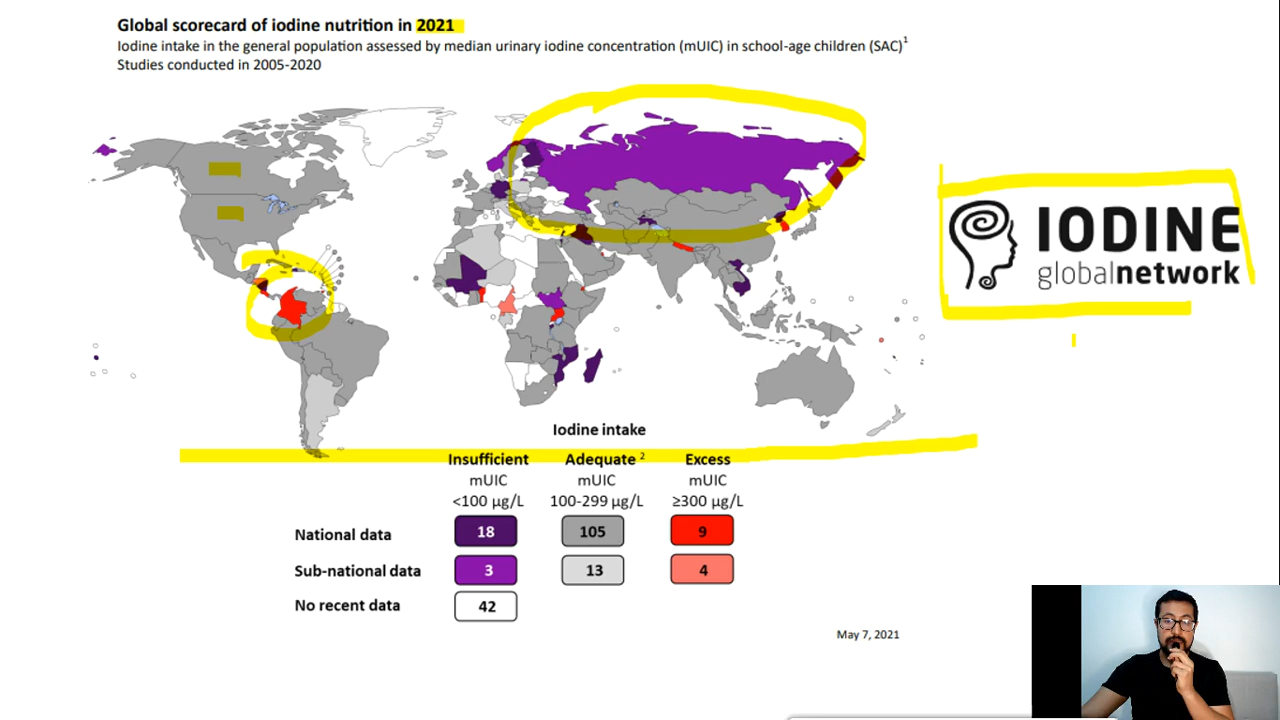 Global scorecard of iodine nutrition in 2021
Iodine intake in the general population assessed by median urinary iodine concentration (mUIC) in school-age children (SAC)1
Studies conducted in 2005-2020
IODINE
globalnetwork
Iodine intake
Insufficient Adequate 2 Excess
mUIC mUIC mUIC
<100 µg/L 100-299 µg/L ≥300 µg/L
National data 18 105 9
Sub-national data 3 13 4
No recent data 42
May 7, 2021